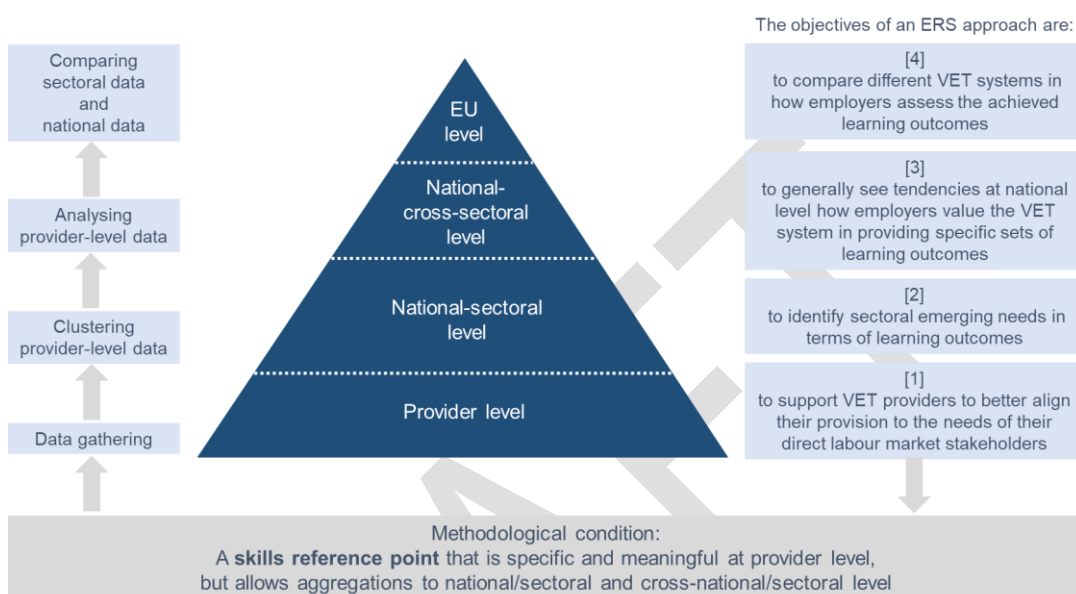 Comparing
sectoral data
and
national data
Analysing
provider-level data
Clustering
provider-level data
Data gathering
EU
level
National-
cross-sectoral
level
National-sectoral
level
Provider level
The objectives of an ERS approach are:
[4]
to compare different VET systems in
how employers assess the achieved
learning outcomes
[3]
to generally see tendencies at national
level how employers value the VET
system in providing specific sets of
learning outcomes
[2]
to identify sectoral emerging needs in
terms of learning outcomes
[1]
to support VET providers to better align
their provision to the needs of their
direct labour market stakeholders
Methodological condition:
A skills reference point that is specific and meaningful at provider level,
but allows aggregations to national/sectoral and cross-national/sectoral level